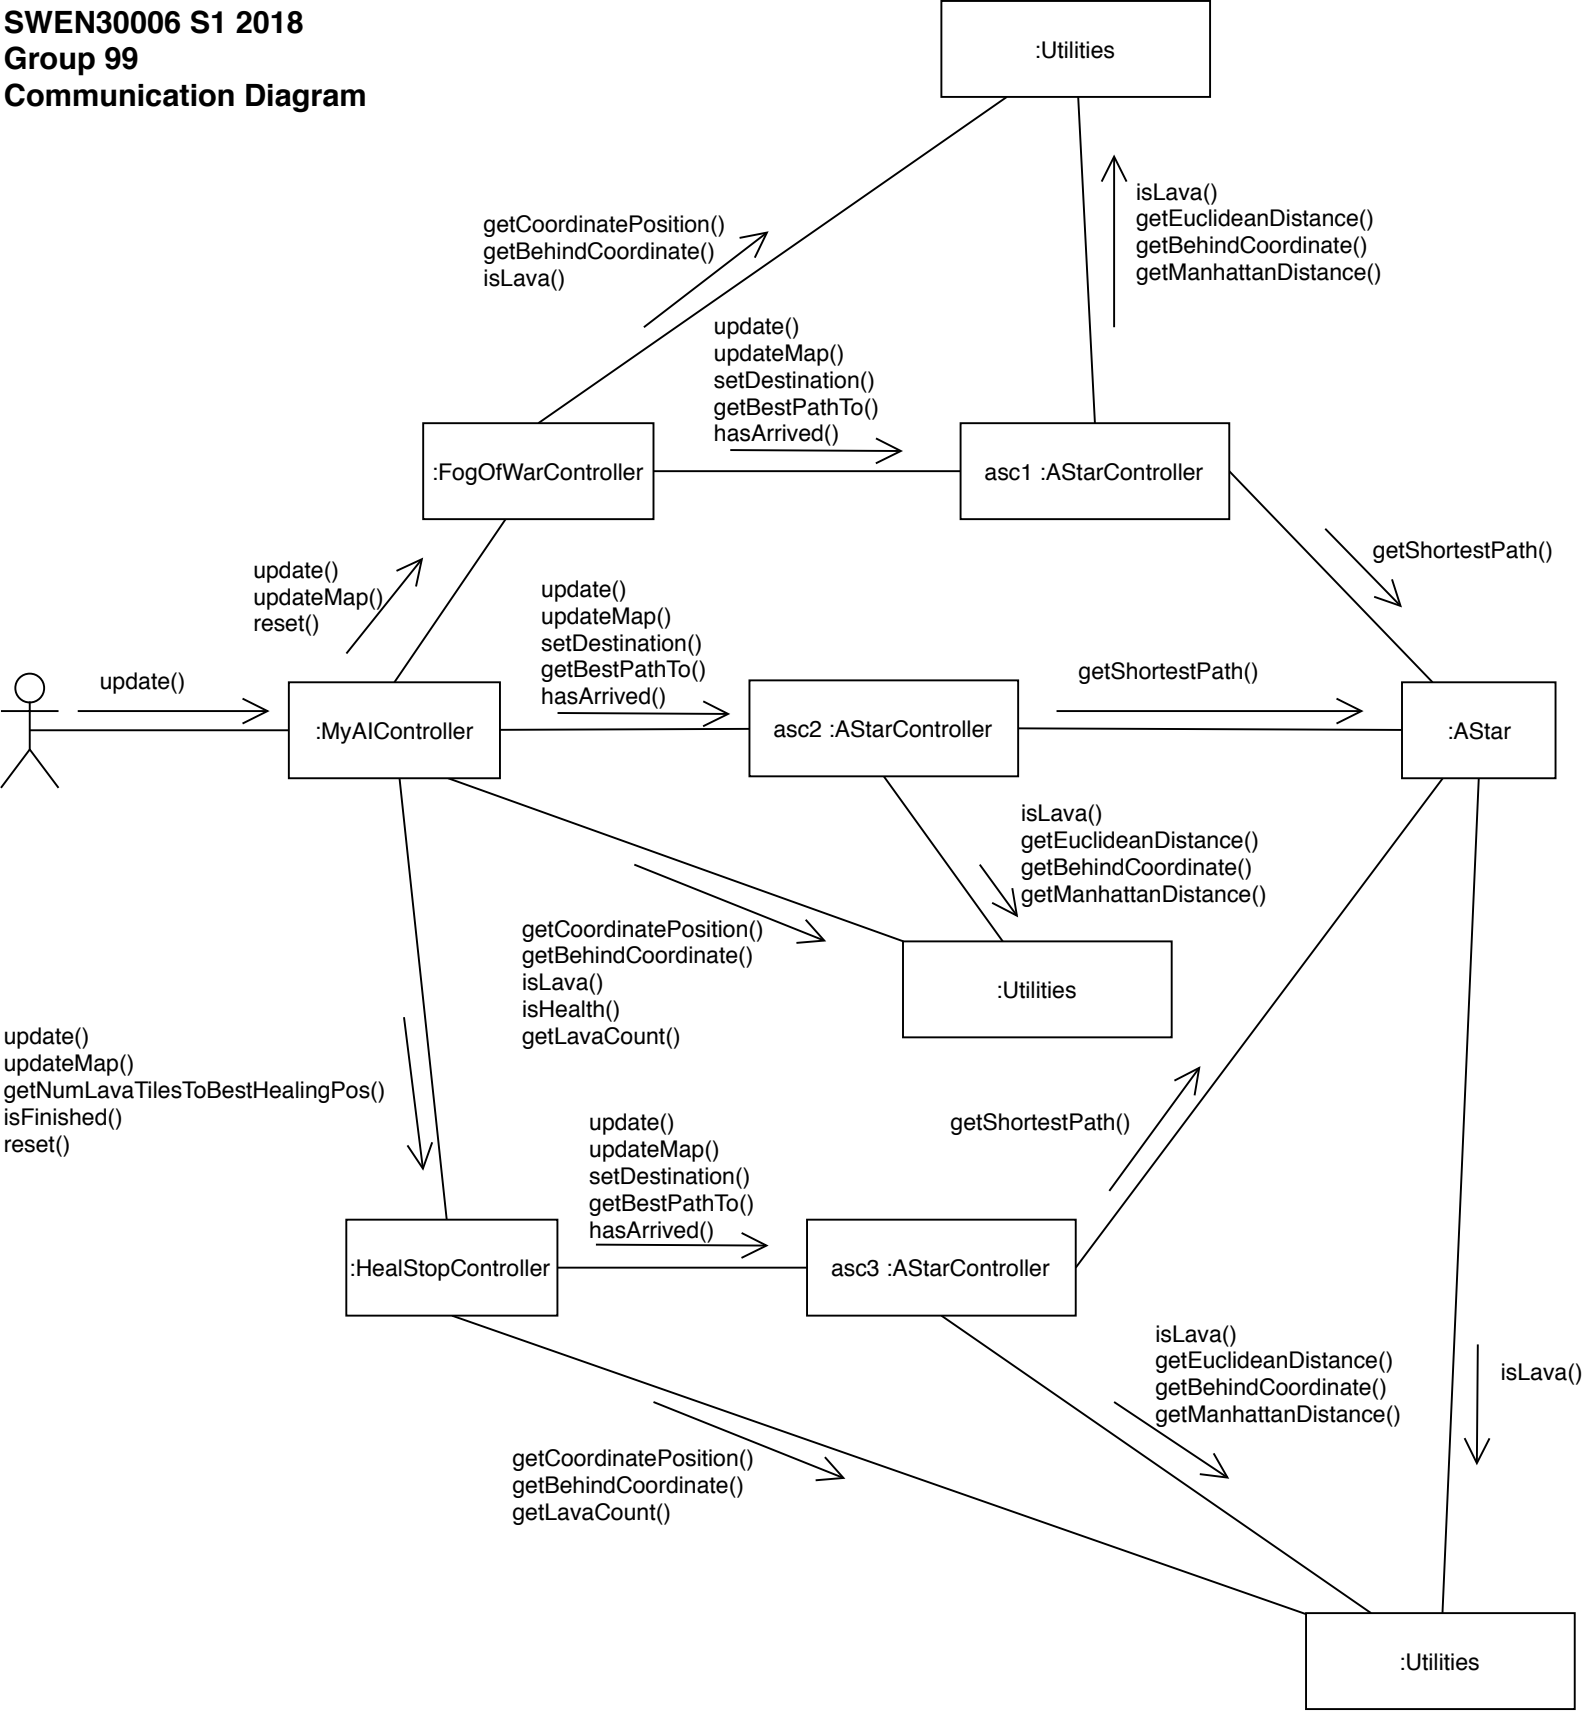 SWEN30006 S1 2018
Group 99
Communication Diagram
:Utilities
getCoordinatePosition()
getBehindCoordinate()
isLava()
isLava()
getEuclideanDistance()
getBehindCoordinate()
getManhattanDistance()
update()
updateMap()
setDestination()
getBestPathTo()
hasArrived()
:FogOfWarController
asc1 :AStarController
getShortestPath()
update()
updateMap()
reset()
update()
updateMap()
setDestination()
getBestPathTo()
hasArrived()
getShortestPath()
update()
:MyAIController
asc2 :AStarController
:AStar
isLava()
getEuclideanDistance()
getBehindCoordinate()
getManhattanDistance()
getCoordinatePosition()
getBehindCoordinate()
isLava()
isHealth()
getLavaCount()
:Utilities
update()
updateMap()
getNumLavaTilesToBestHealingPos()
isFinished()
reset()
update()
updateMap()
setDestination()
getBestPathTo()
hasArrived()
getShortestPath()
:HealStopController
asc3 :AStarController
isLava()
getEuclideanDistance()
getBehindCoordinate()
getManhattanDistance()
isLava()
getCoordinatePosition()
getBehindCoordinate()
getLavaCount()
:Utilities